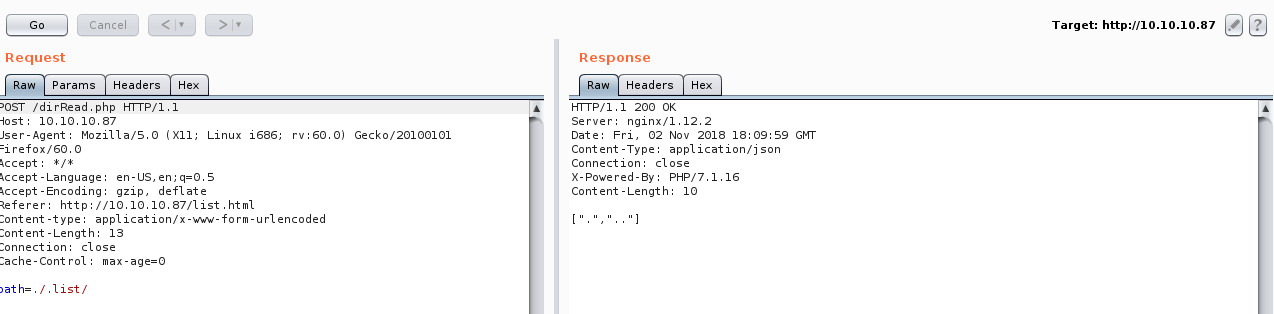 Go Cancel < > Target: http://10.10.10.87 ?
Request
Raw Params Headers Hex
POST /dirRead.php HTTP/1.1
Host: 10.10.10.87
User-Agent: Mozilla/5.0 (X11; Linux i686; rv:60.0) Gecko/20100101
Firefox/60.0
Accept: */*
Accept-Language: en-US,en;q=0.5
Accept-Encoding: gzip, deflate
Referer: http://10.10.10.87/list.html
Content-type: application/x-www-form-urlencoded
Content-Length: 13
Connection: close
Cache-Control: max-age=0
path=./.list/
Response
Raw Headers Hex
HTTP/1.1 200 OK
Server: nginx/1.12.2
Date: Fri, 02 Nov 2018 18:09:59 GMT
Content-Type: application/json
Connection: close
X-Powered-By: PHP/7.1.16
Content-Length: 10
[".",".."]